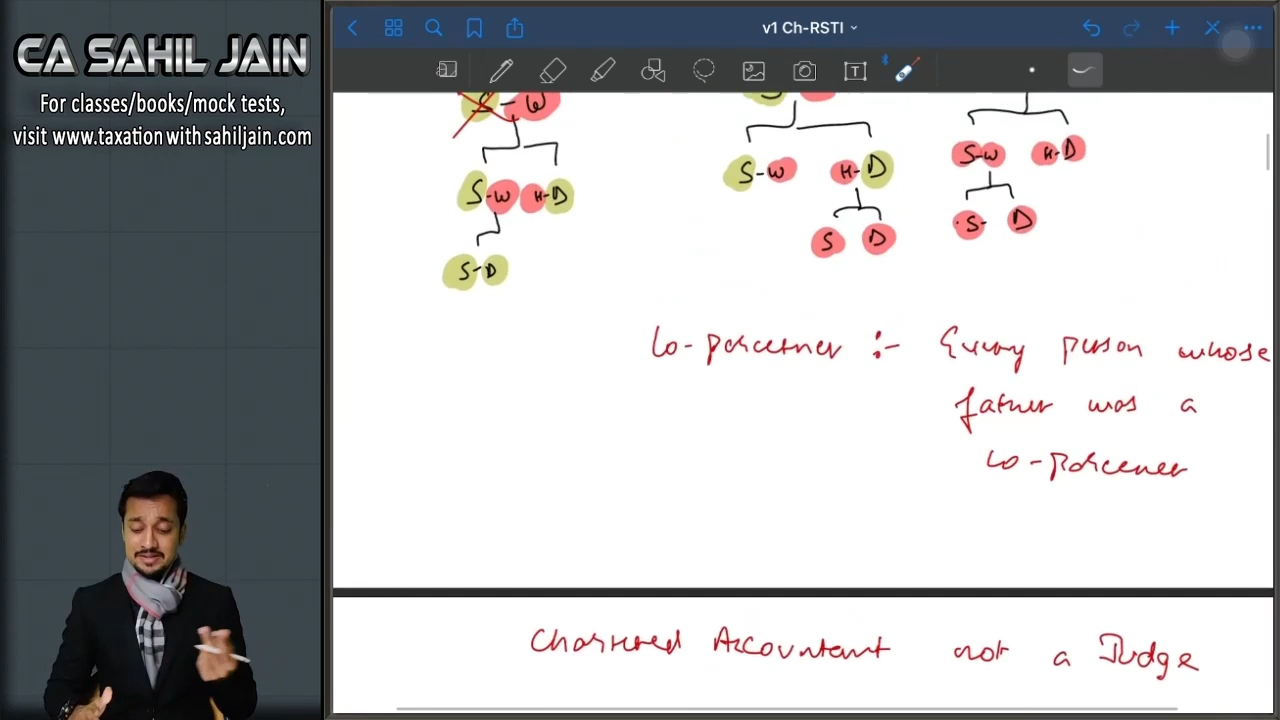 CA SAHIL JAIN
For classes/books/mock tests,
visit www.taxation with sahiljain.com
v1 Ch-RSTI
T
S - W
S S
S-W H-D
S-W H-D
S-W H-D
S D
S D
S-D
Co-parcener :- Every person whose
father was a
co-parcener
Chartered Accountant not a Judge